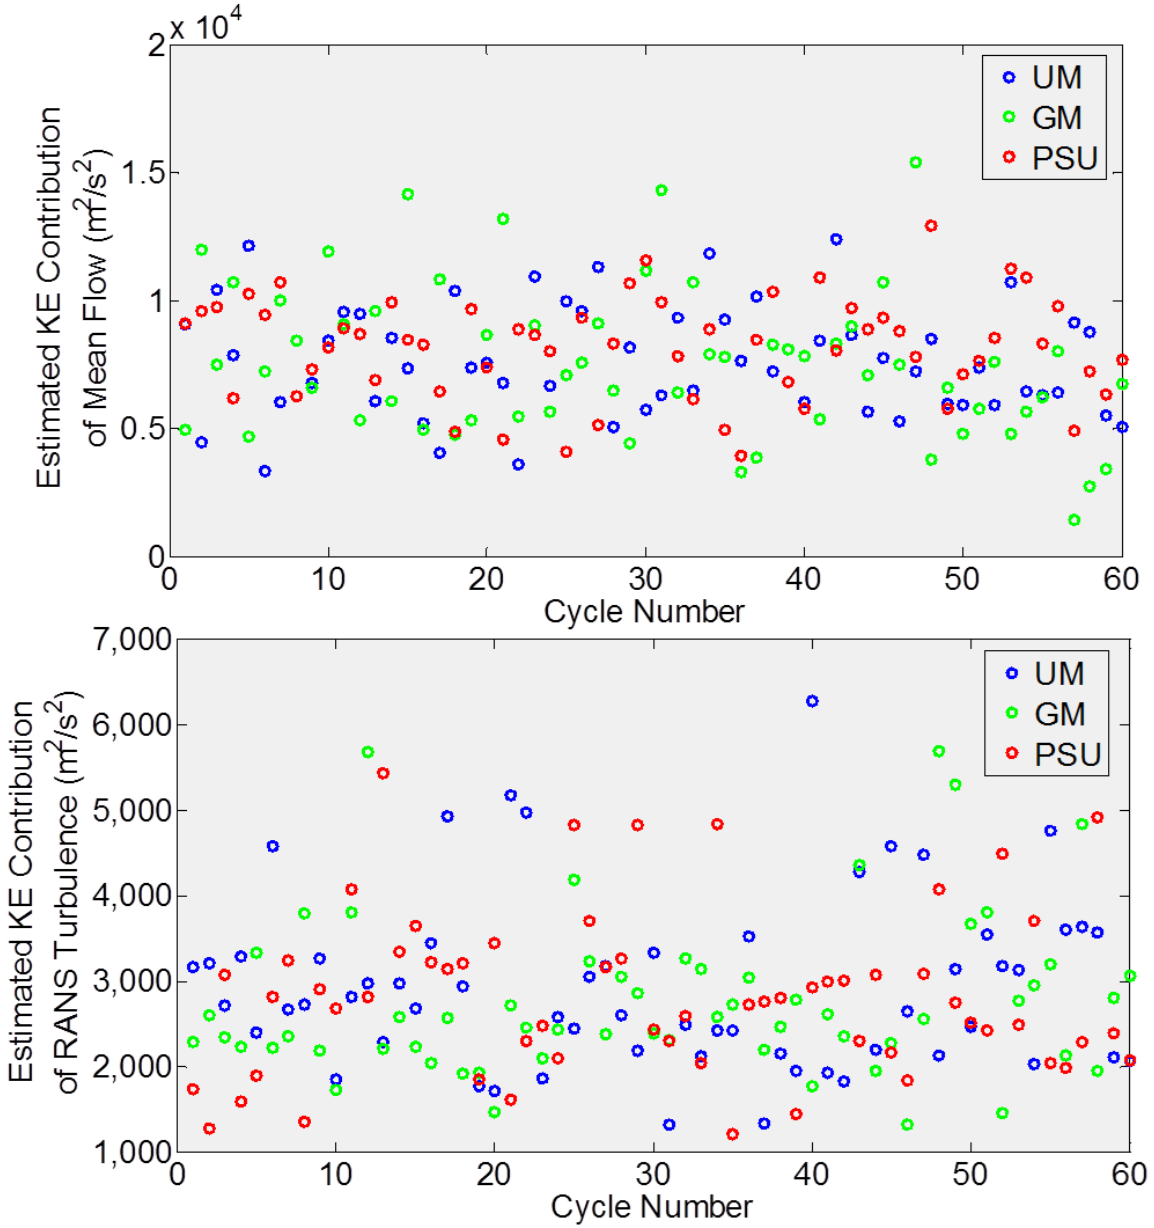 2 x 10⁴
1.5
1
0.5
0
Estimated KE Contribution
of Mean Flow (m²/s²)
UM
GM
PSU
0 10 20 30 40 50 60
Cycle Number
7,000
6,000
5,000
4,000
3,000
2,000
1,000
Estimated KE Contribution
of RANS Turbulence (m²/s²)
UM
GM
PSU
0 10 20 30 40 50 60
Cycle Number